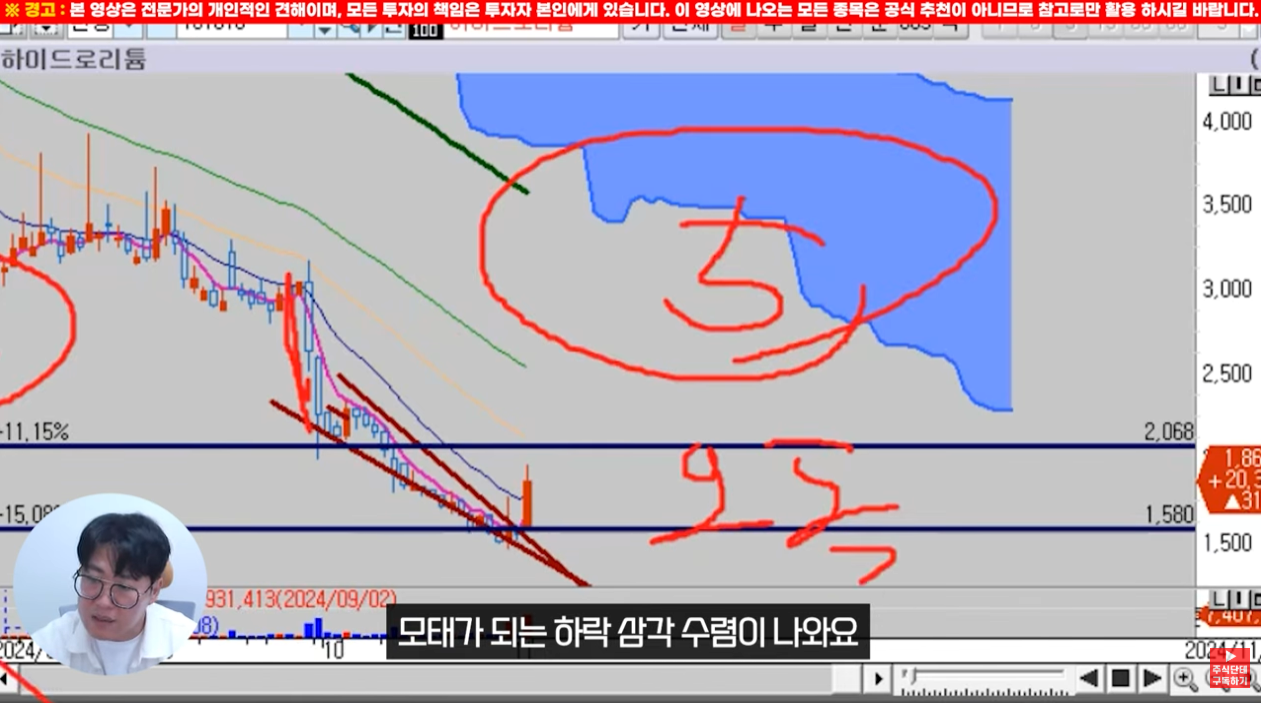 ※ 경고 : 본 영상은 전문가의 개인적인 견해이며, 모든 투자의 책임은 투자자 본인에게 있습니다. 이 영상에 나오는 모든 종목은 공식 추천이 아니므로 참고로만 활용 하시길 바랍니다.
하이드로리튬
4,000
3,500
3,000
2,500
-11.15%
2,068
1,86
+20,3
▲31
1,580
1,500
931,413(2024/09/02)
10
모태가 되는 하락 삼각 수렴이 나와요
주식단테
구독하기